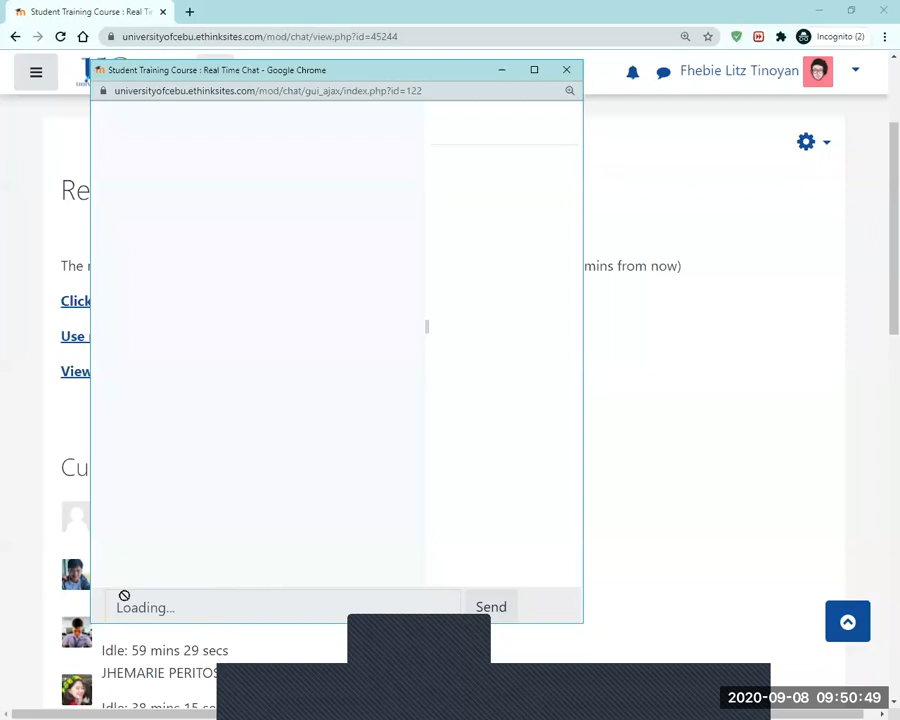 Student Training Course : Real Ti
universityofcebu.ethinksites.com/mod/chat/view.php?id=45244
Incognito (2)
Student Training Course : Real Time Chat - Google Chrome
Fhebie Litz Tinoyan
universityofcebu.ethinksites.com/mod/chat/gui_ajax/index.php?id=122
Re
The
mins from now)
Click
Use
View
Cu
Loading...
Send
Idle: 59 mins 29 secs
JHEMARIE PERITOS
Idle: 38 mins 15 sec
2020-09-08 09:50:49